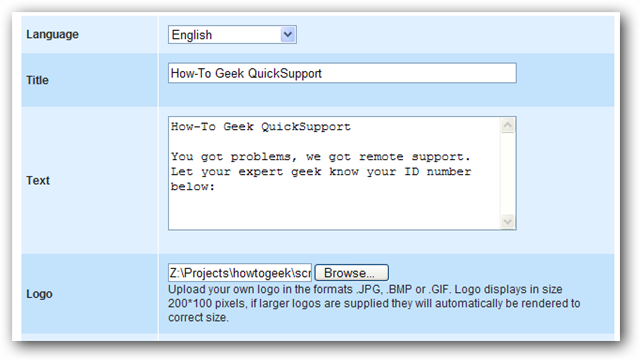 Language
English
Title
How-To Geek QuickSupport
Text
How-To Geek QuickSupport
You got problems, we got remote support.
Let your expert geek know your ID number
below:
Logo
Z:\Projects\howtogeek\scr
Browse...
Upload your own logo in the formats .JPG, .BMP or .GIF. Logo displays in size
200*100 pixels, if larger logos are supplied they will automatically be rendered to
correct size.